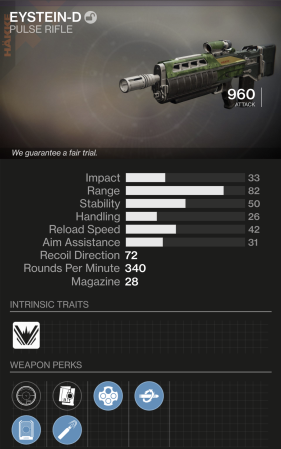 EYSTEIN-D
PULSE RIFLE
HAKKE
960
ATTACK
We guarantee a fair trial.
Impact 33
Range 82
Stability 50
Handling 26
Reload Speed 42
Aim Assistance 31
Recoil Direction 72
Rounds Per Minute 340
Magazine 28
INTRINSIC TRAITS
WEAPON PERKS